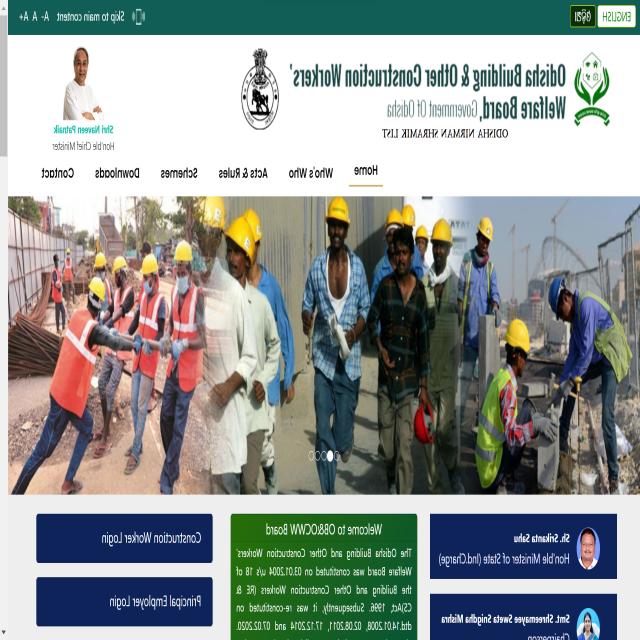 ENGLISH
ଓଡ଼ିଆ
Skip to main content
A- A A+
Odisha Building & Other Construction Workers'
Welfare Board, Government Of Odisha
ODISHA NIRMAN SHRAMIK LIST
Shri Naveen Patnaik
Hon'ble Chief Minister
Home
Who's Who
Acts & Rules
Schemes
Downloads
Contact
Sh. Srikanta Sahu
Hon'ble Minister of State (Ind.Charge)
Smt. Shreemayee Sweta Snigdha Mishra
Chairperson
Welcome to OB&OCWW Board
The Odisha Building and Other Construction Workers'
Welfare Board was constituted on 03.01.2004 u/s 18 of
the Building and Other Construction Workers (RE &
CS)Act, 1996. Subsequently, it, was re-constituted on
dtd.14.01.2008, 02.08.2011, 17.12.2014 and 07.02.2020.
Construction Worker Login
Principal Employer Login